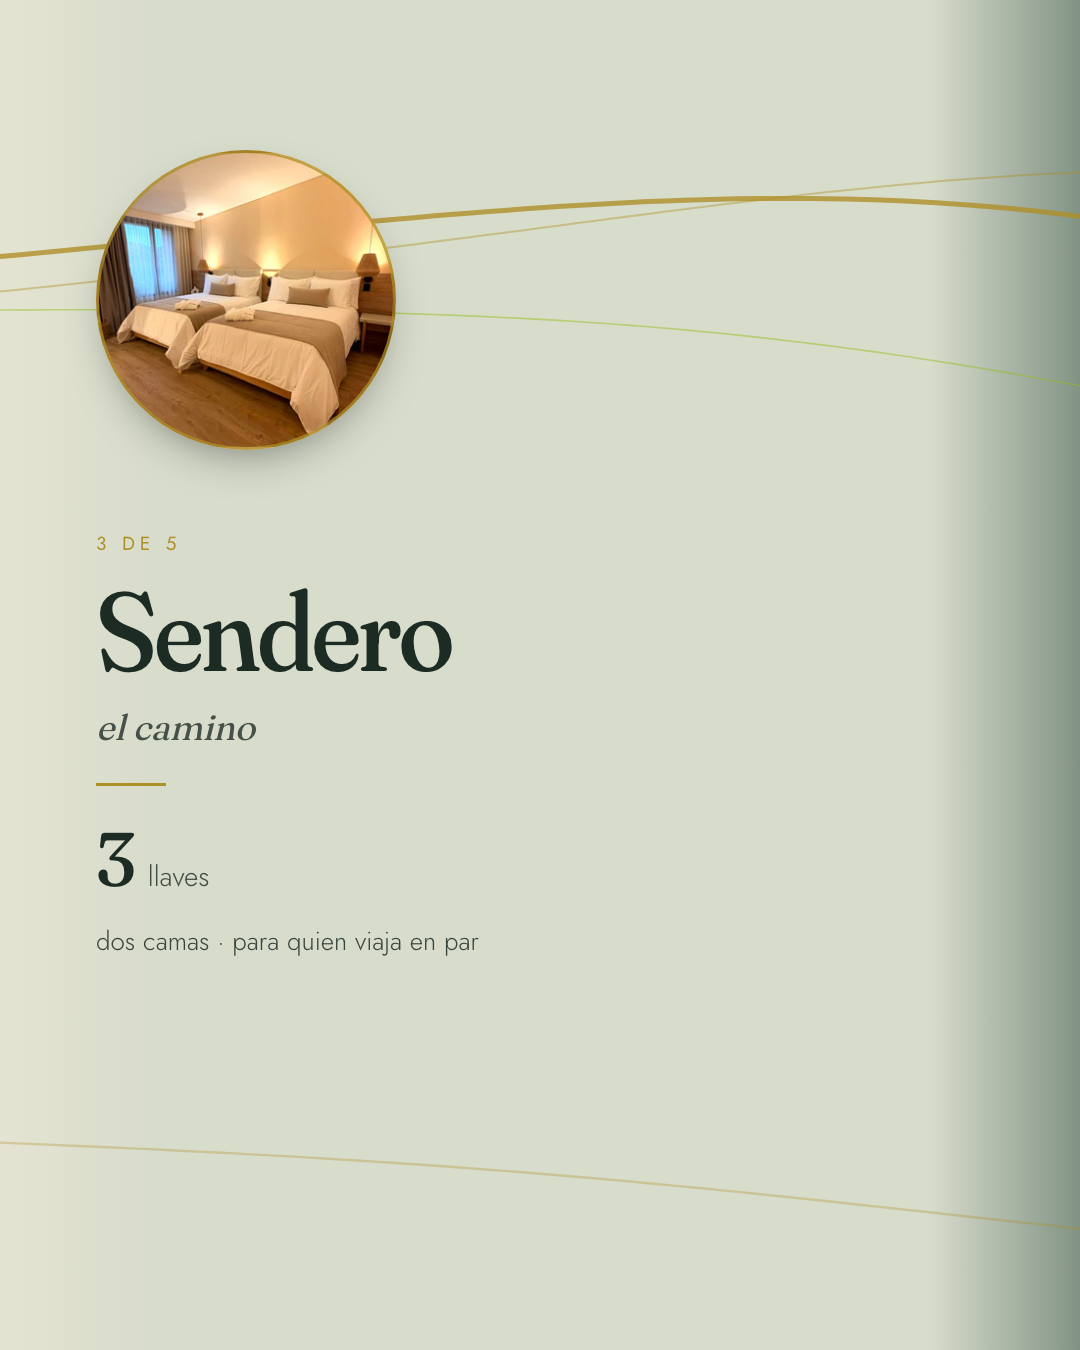 3 DE 5
Sendero
el camino
3 llaves
dos camas · para quien viaja en par